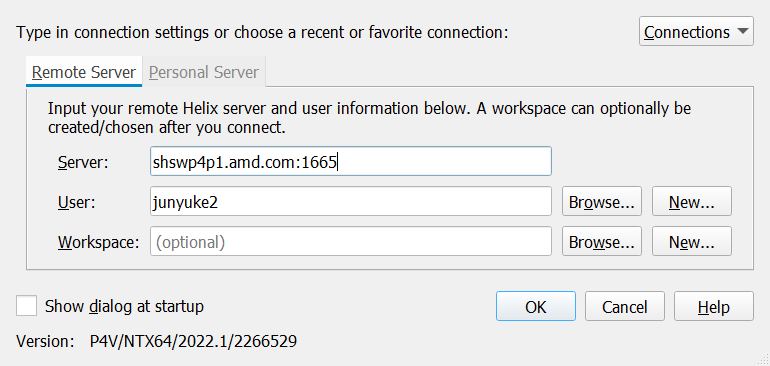 Type in connection settings or choose a recent or favorite connection:
Connections
Remote Server
Personal Server
Input your remote Helix server and user information below. A workspace can optionally be
created/chosen after you connect.
Server: shswp4p1.amd.com:1665
User: junyuke2 Browse... New...
Workspace: (optional) Browse... New...
Show dialog at startup
OK
Cancel
Help
Version: P4V/NTX64/2022.1/2266529